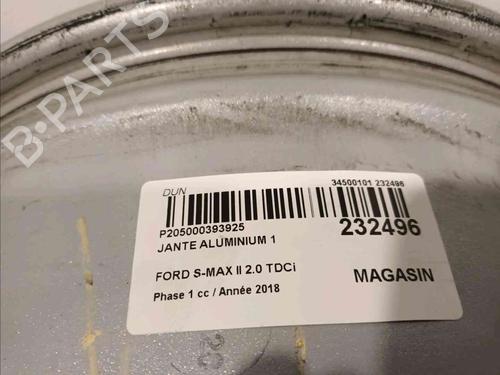 B-PARTS
DUN
34500101 232496
P205000393925
232496
JANTE ALUMINIUM 1
FORD S-MAX II 2.0 TDCi
MAGASIN
Phase 1 cc / Année 2018